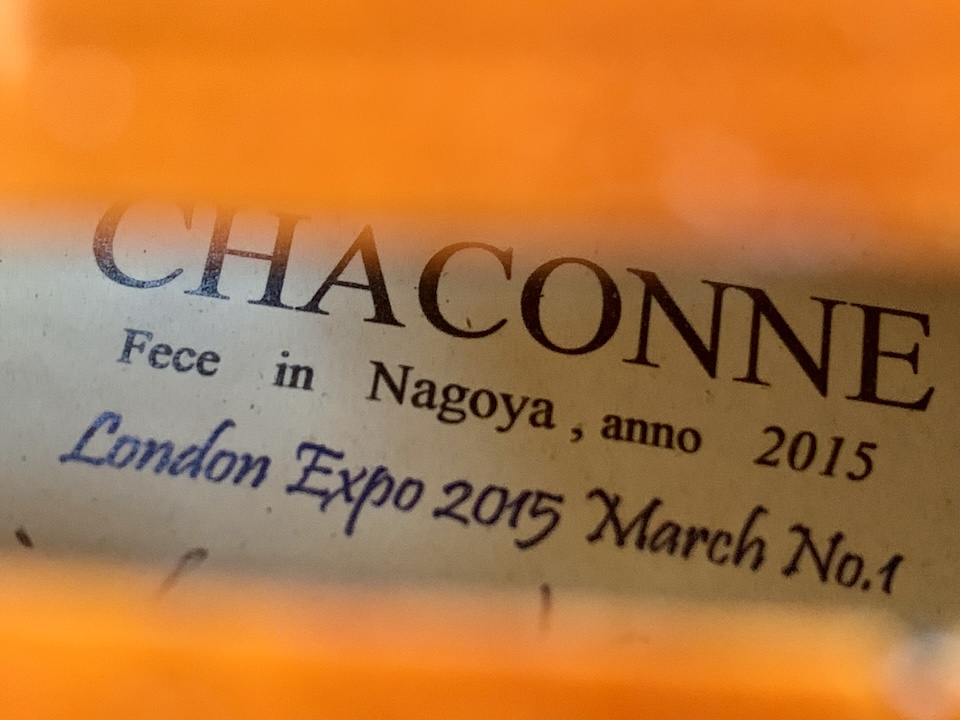 CHACONNE
Fece in Nagoya , anno 2015
London Expo 2015 March No.1